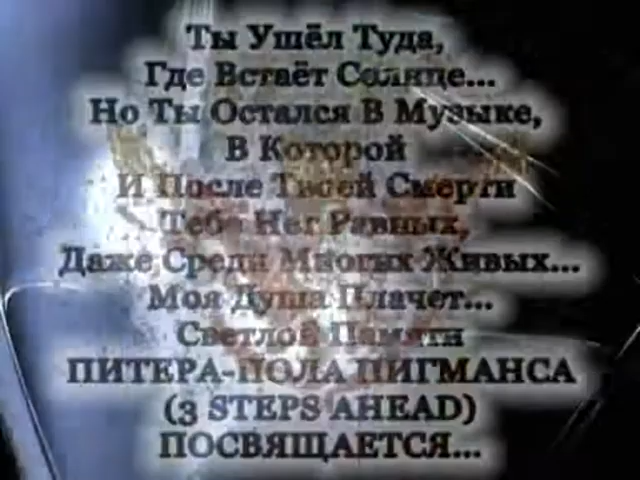 Ты Ушёл Туда,
Где Встаёт Солнце...
Но Ты Остался В Музыке,
В Которой
И После Твоей Смерти
Тебе Нет Равных,
Даже Среди Многих Живых...
Моя Душа Плачет...
Светлой Памяти
ПИТЕРА-ПОЛА ПИГМАНСА
(3 STEPS AHEAD)
ПОСВЯЩАЕТСЯ...